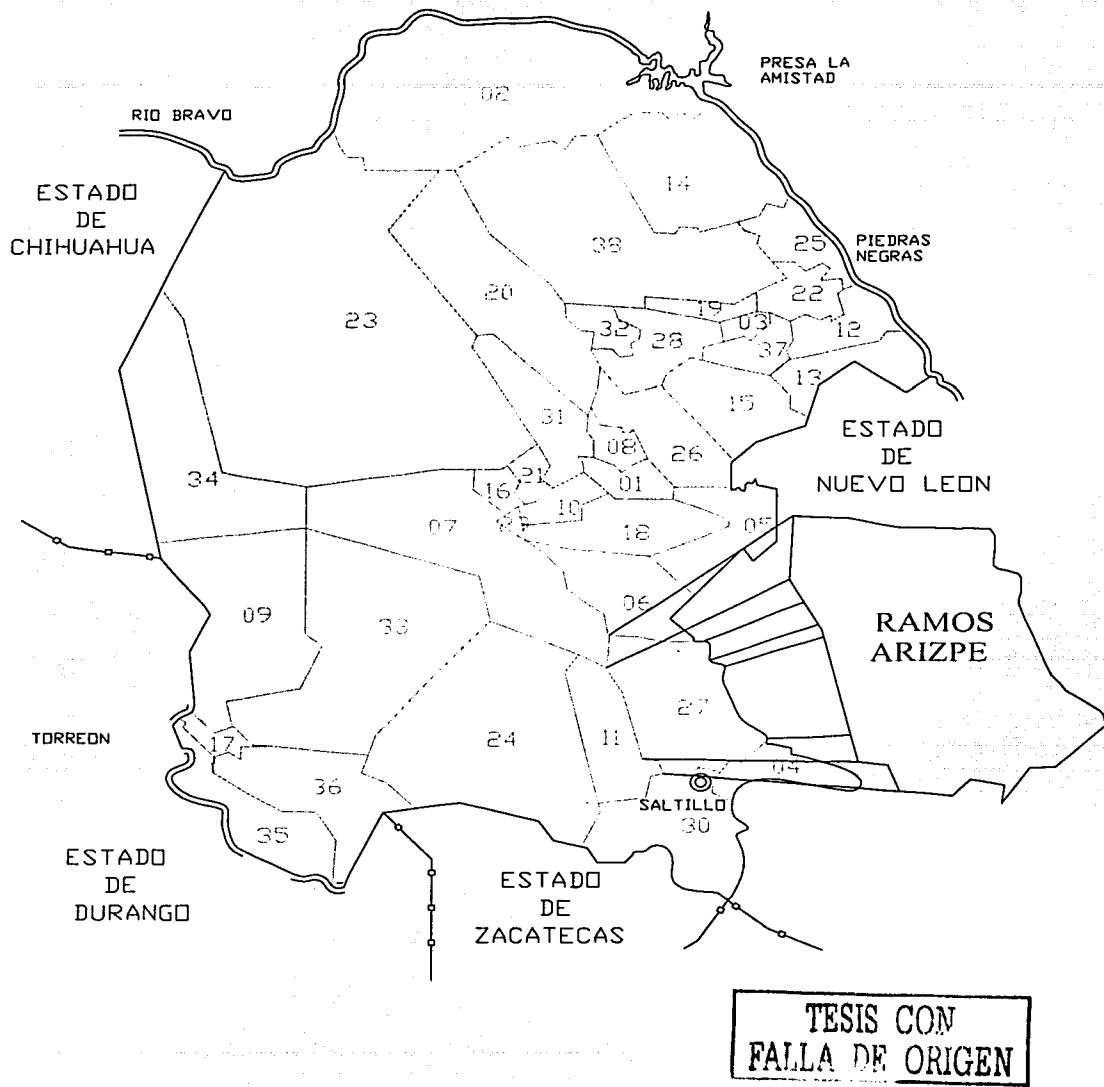 PRESA LA
AMISTAD
02
RIO BRAVO
ESTADO
DE
CHIHUAHUA
14
38
25
PIEDRAS
NEGRAS
20
22
23
19
32
03
12
28
37
13
15
31
ESTADO
DE
NUEVO LEON
08
26
21
34
16
01
10
07
18
05
09
33
06
RAMOS
ARIZPE
27
TORREON
17
24
11
04
36
SALTILLO
30
35
ESTADO
DE
DURANGO
ESTADO
DE
ZACATECAS
TESIS CON
FALLA DE ORIGEN